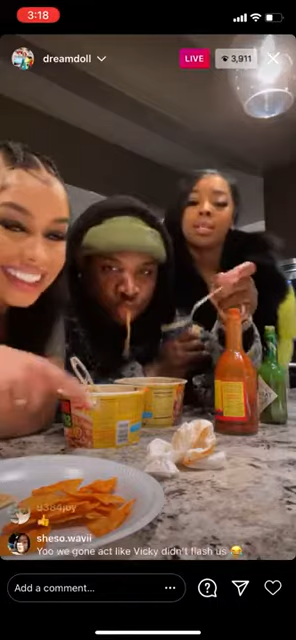 3:18
dreamdoll
LIVE
3,911
8384joy
👍
sheso.wavii
Yoo we gone act like Vicky didn't flash us 😂
Add a comment...